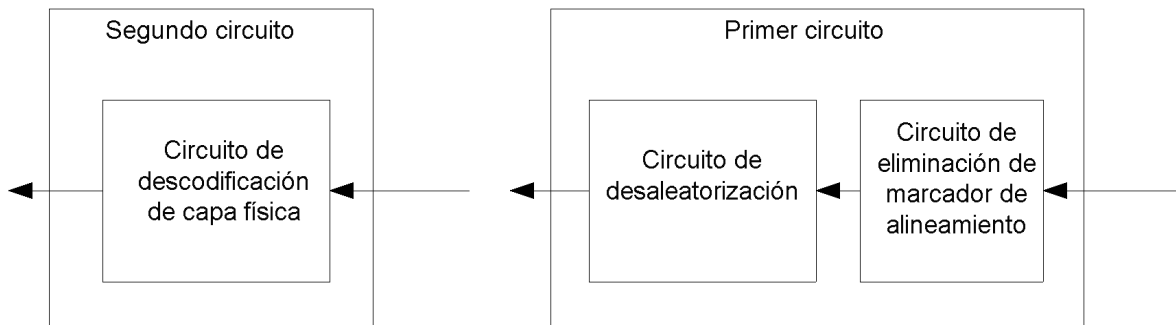 Segundo circuito
Circuito de
descodificación
de capa física
Primer circuito
Circuito de
desaleatorización
Circuito de
eliminación de
marcador de
alineamiento